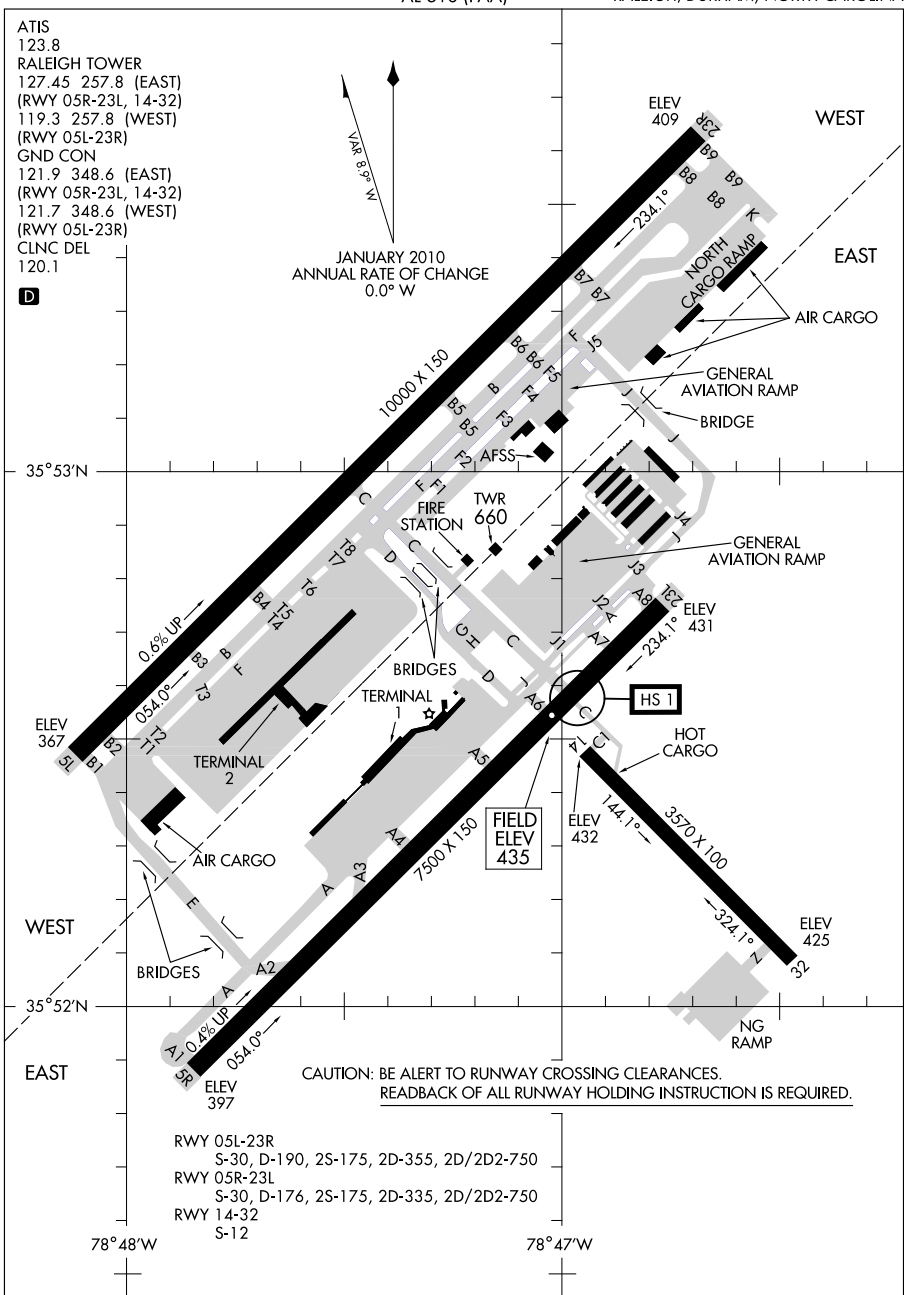 AL-516 (FAA)
RALEIGH/DURHAM, NORTH CAROLINA
ATIS
123.8
RALEIGH TOWER
127.45 257.8 (EAST)
(RWY 05R-23L, 14-32)
119.3 257.8 (WEST)
(RWY 05L-23R)
GND CON
121.9 348.6 (EAST)
(RWY 05R-23L, 14-32)
121.7 348.6 (WEST)
(RWY 05L-23R)
CLNC DEL
120.1
D
VAR 8.9° W
JANUARY 2010
ANNUAL RATE OF CHANGE
0.0° W
ELEV
409
23R
WEST
B9
B9
B8
B8
K
234.1°
EAST
NORTH
CARGO RAMP
AIR CARGO
B7
B7
F
J5
B6
B6
F5
B
F4
J
GENERAL
AVIATION RAMP
10000 X 150
B5
B5
F3
BRIDGE
F2
AFSS
J
35°53'N
C
F
F1
FIRE
STATION
TWR
660
J4
J
GENERAL
AVIATION RAMP
T8
T7
D
C
J3
T6
J2
A8
23L
ELEV
431
B4
T5
T4
A
A7
0.6% UP
G
H
C
J1
234.1°
B3
B
F
BRIDGES
D
J
054.0°
T3
TERMINAL
1
A6
HS 1
ELEV
367
5L
B1
B2
T2
T1
TERMINAL
2
C
C1
14
HOT
CARGO
A5
FIELD
ELEV
435
ELEV
432
144.1°
3570 X 100
AIR CARGO
A4
7500 X 150
A3
A
E
324.1°
ELEV
425
WEST
N
32
BRIDGES
A2
35°52'N
A
0.4% UP
NG
RAMP
A1
054.0°
EAST
5R
ELEV
397
CAUTION: BE ALERT TO RUNWAY CROSSING CLEARANCES.
READBACK OF ALL RUNWAY HOLDING INSTRUCTION IS REQUIRED.
RWY 05L-23R
S-30, D-190, 2S-175, 2D-355, 2D/2D2-750
RWY 05R-23L
S-30, D-176, 2S-175, 2D-335, 2D/2D2-750
RWY 14-32
S-12
78°48'W
78°47'W